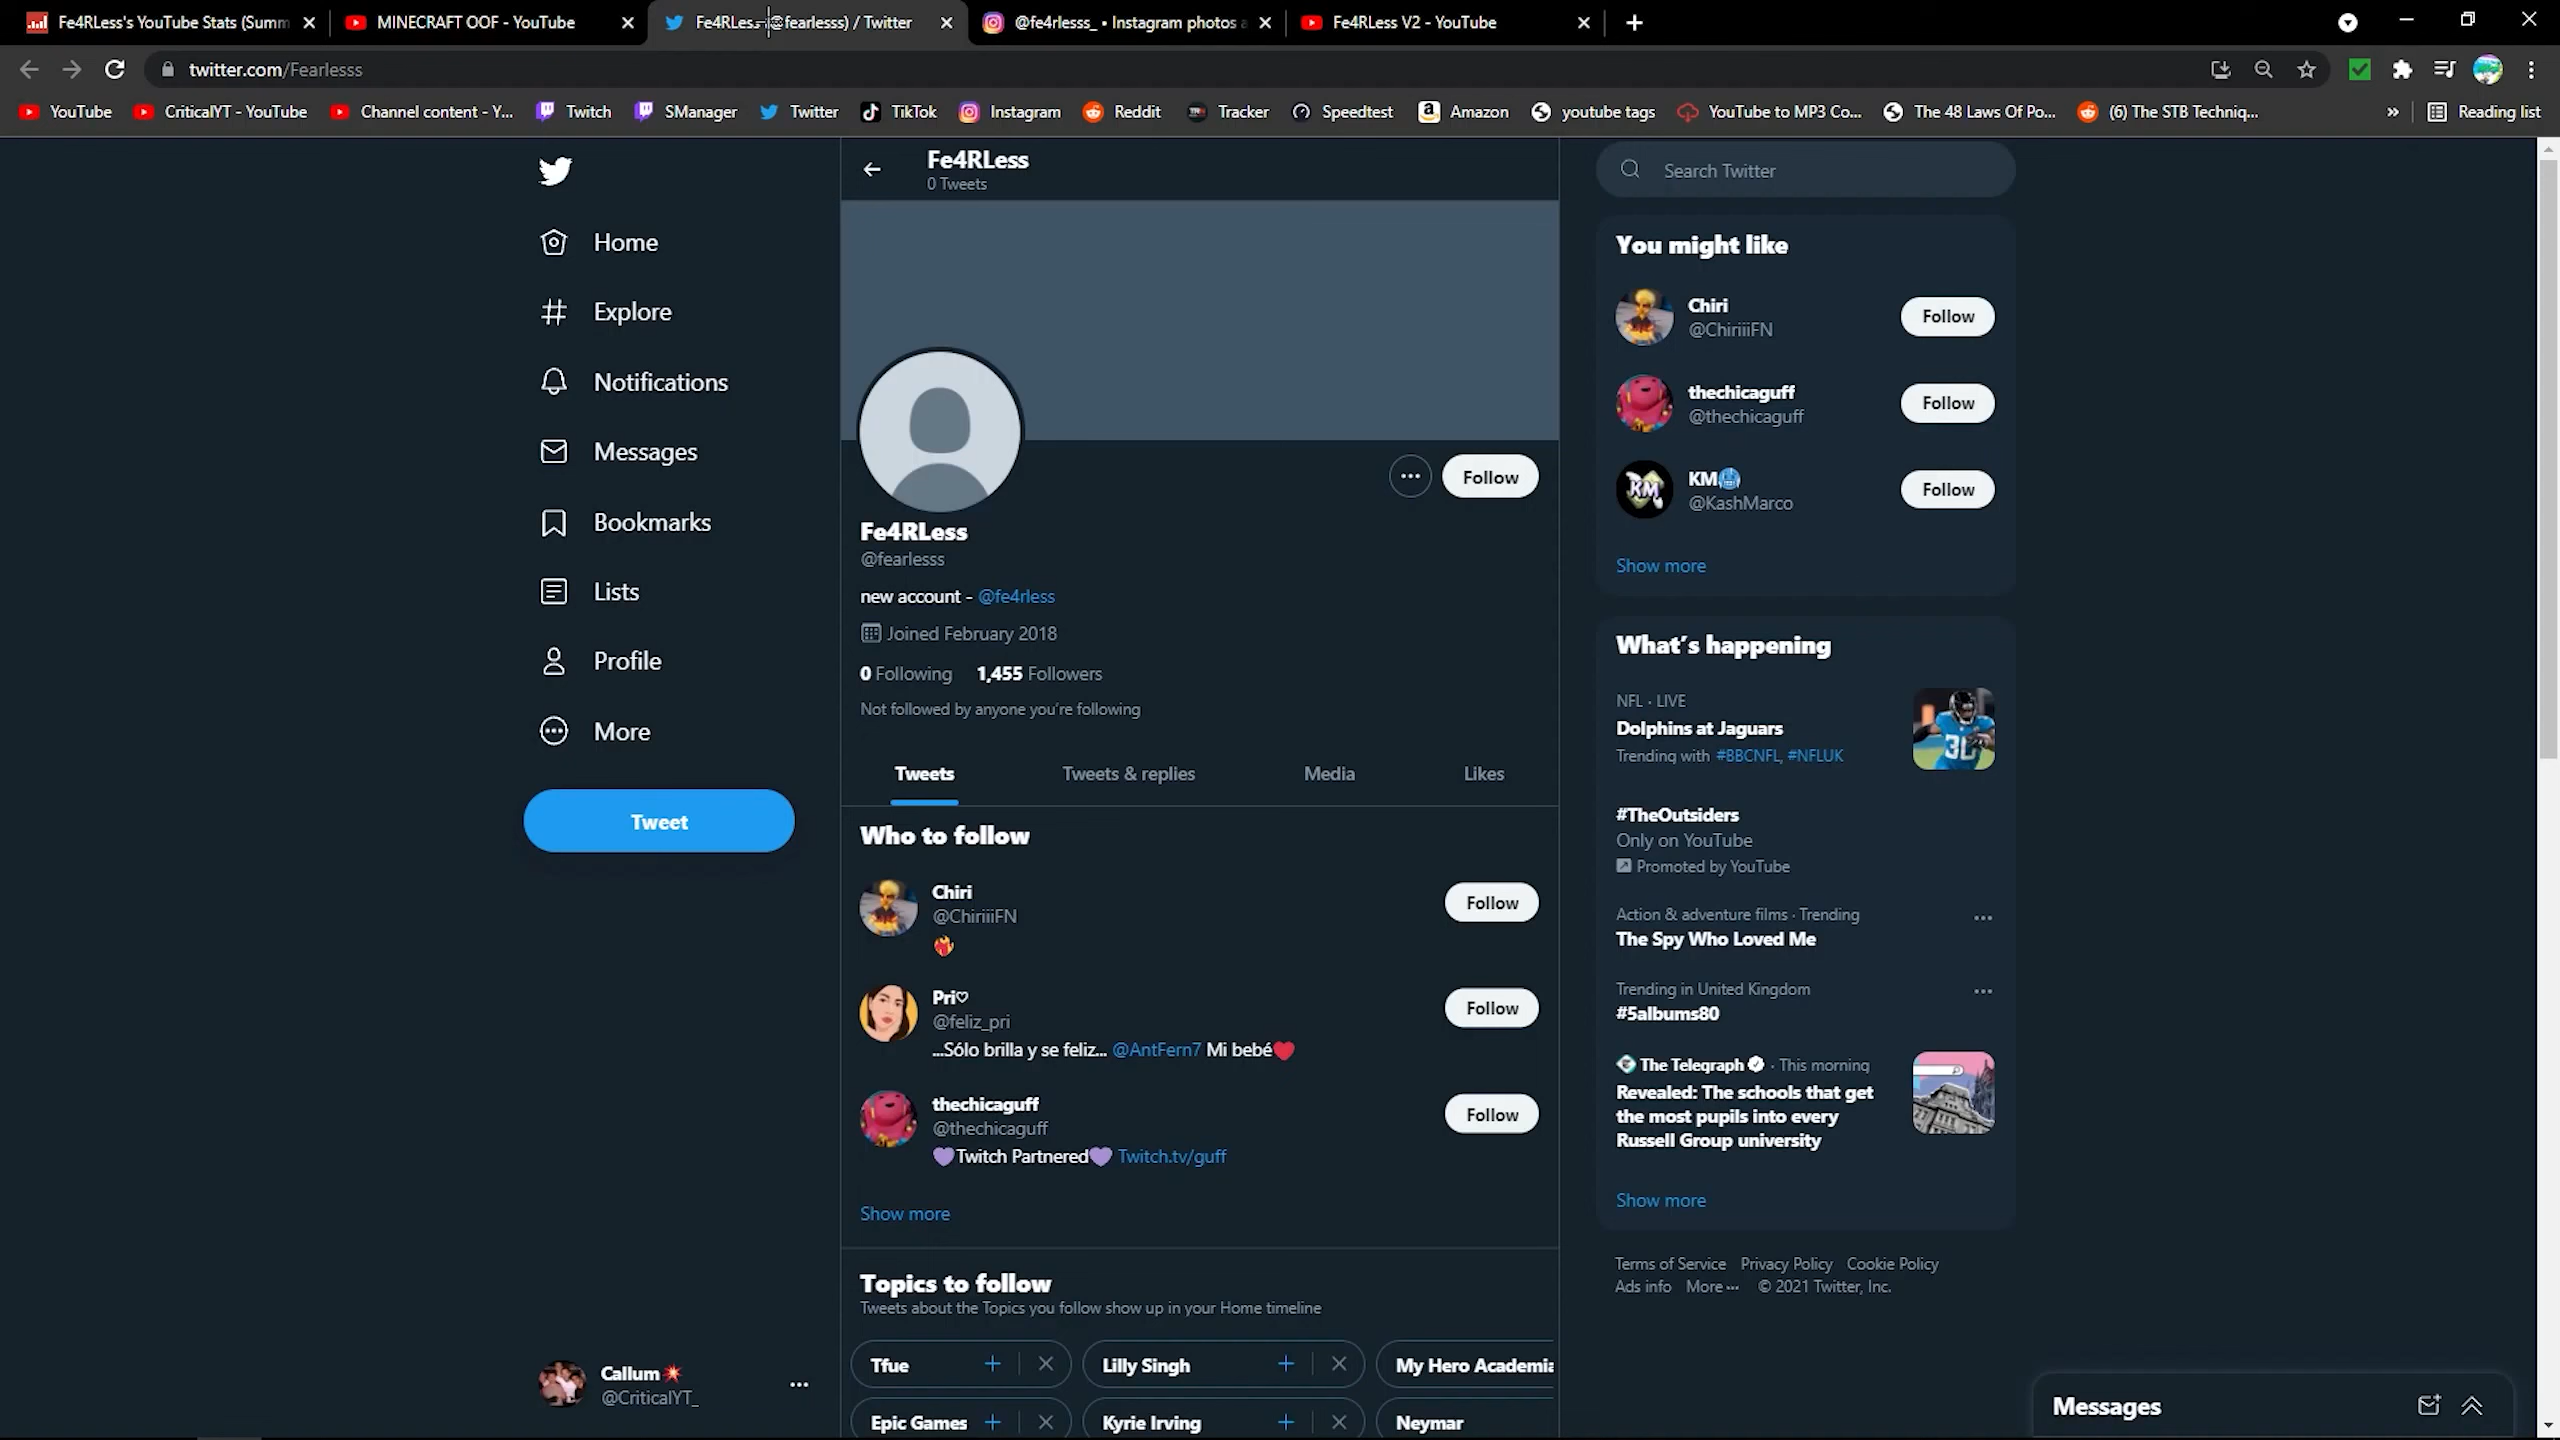 Fe4RLess's YouTube Stats (Summ
MINECRAFT OOF - YouTube
Fe4RLess (@fearlesss) / Twitter
@fe4rlesss_ • Instagram photos a
Fe4RLess V2 - YouTube
twitter.com/Fearlesss
YouTube
CriticalYT - YouTube
Channel content - Y...
Twitch
SManager
Twitter
TikTok
Instagram
Reddit
Tracker
Speedtest
Amazon
youtube tags
YouTube to MP3 Co...
The 48 Laws Of Po...
(6) The STB Techniq...
»
Reading list
Home
Explore
Notifications
Messages
Bookmarks
Lists
Profile
More
Tweet
Callum💥
@CriticalYT_
Fe4RLess
0 Tweets
Follow
Fe4RLess
@fearlesss
new account - @fe4rless
Joined February 2018
0 Following 1,455 Followers
Not followed by anyone you're following
Tweets Tweets & replies Media Likes
Who to follow
Chiri
@ChiriiiFN
Follow
❤️‍🔥
Pri♡
@feliz_pri
Follow
...Sólo brilla y se feliz... @AntFern7 Mi bebé❤️
thechicaguff
@thechicaguff
Follow
💜Twitch Partnered💜 Twitch.tv/guff
Show more
Topics to follow
Tweets about the Topics you follow show up in your Home timeline
Tfue
Lilly Singh
My Hero Academia
Epic Games
Kyrie Irving
Neymar
Search Twitter
You might like
Chiri
@ChiriiiFN
Follow
thechicaguff
@thechicaguff
Follow
KM🥶
@KashMarco
Follow
Show more
What's happening
NFL · LIVE
Dolphins at Jaguars
Trending with #BBCNFL, #NFLUK
#TheOutsiders
Only on YouTube
Promoted by YouTube
Action & adventure films · Trending
The Spy Who Loved Me
Trending in United Kingdom
#5albums80
The Telegraph · This morning
Revealed: The schools that get
the most pupils into every
Russell Group university
Show more
Terms of Service Privacy Policy Cookie Policy
Ads info More ··· © 2021 Twitter, Inc.
Messages